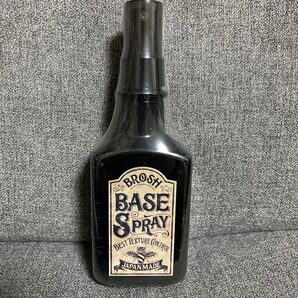 BROSH
BASE
SPRAY
BEST TEXTURE CONTROL
JAPAN MADE